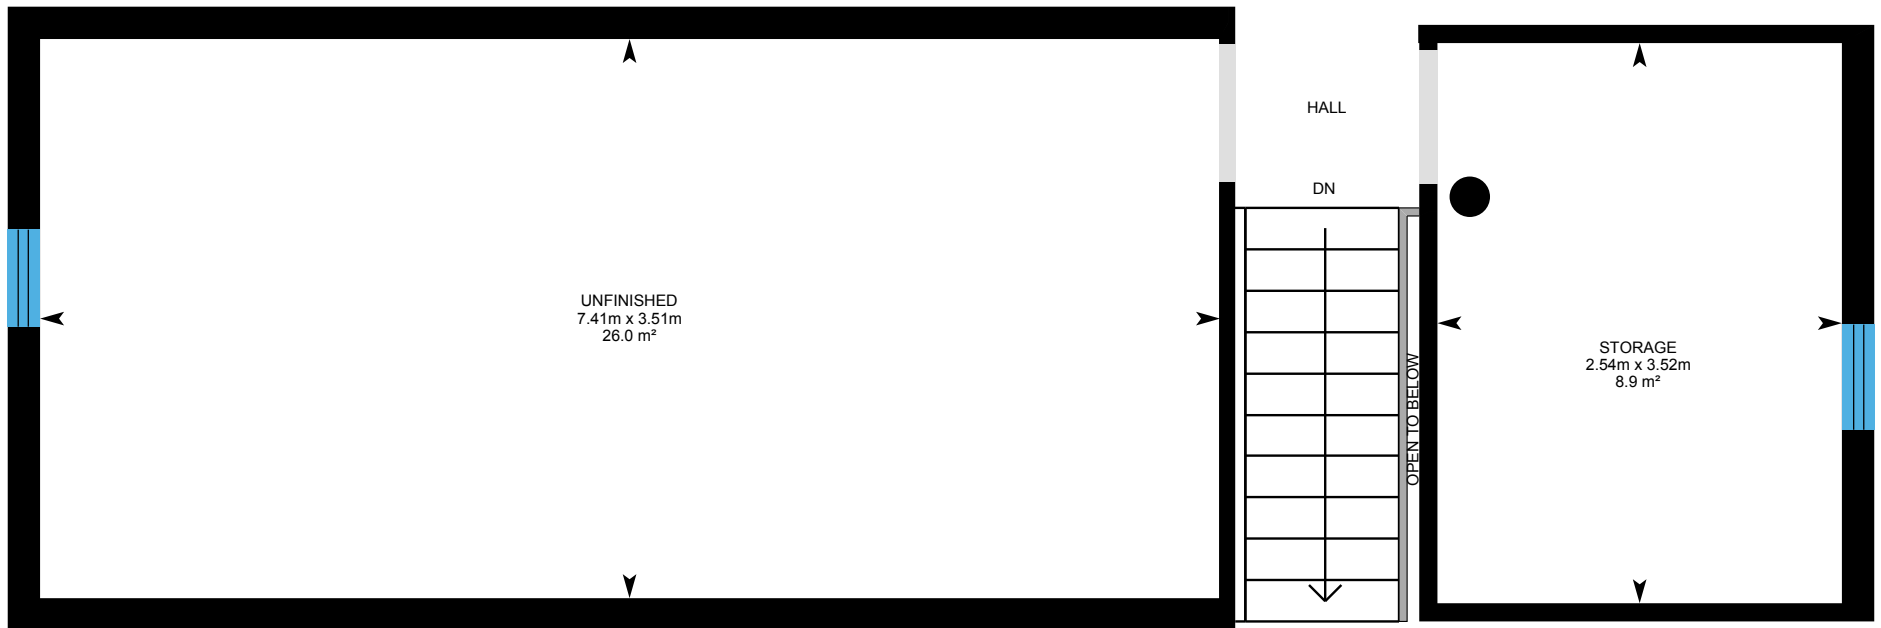 HALL
DN
UNFINISHED
7.41m x 3.51m
26.0 m²
OPEN TO BELOW
STORAGE
2.54m x 3.52m
8.9 m²